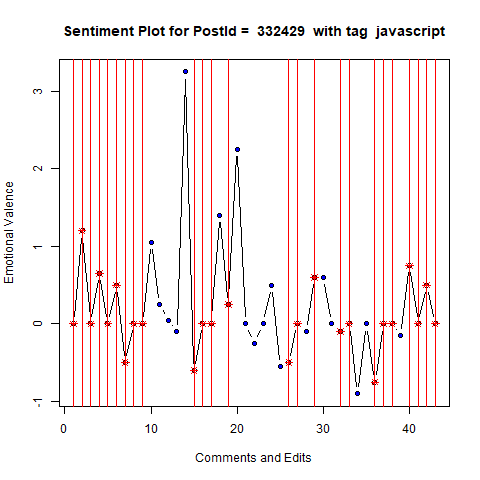 Sentiment Plot for PostId = 332429 with tag javascript
Emotional Valence
3
2
1
0
-1
0 10 20 30 40
Comments and Edits